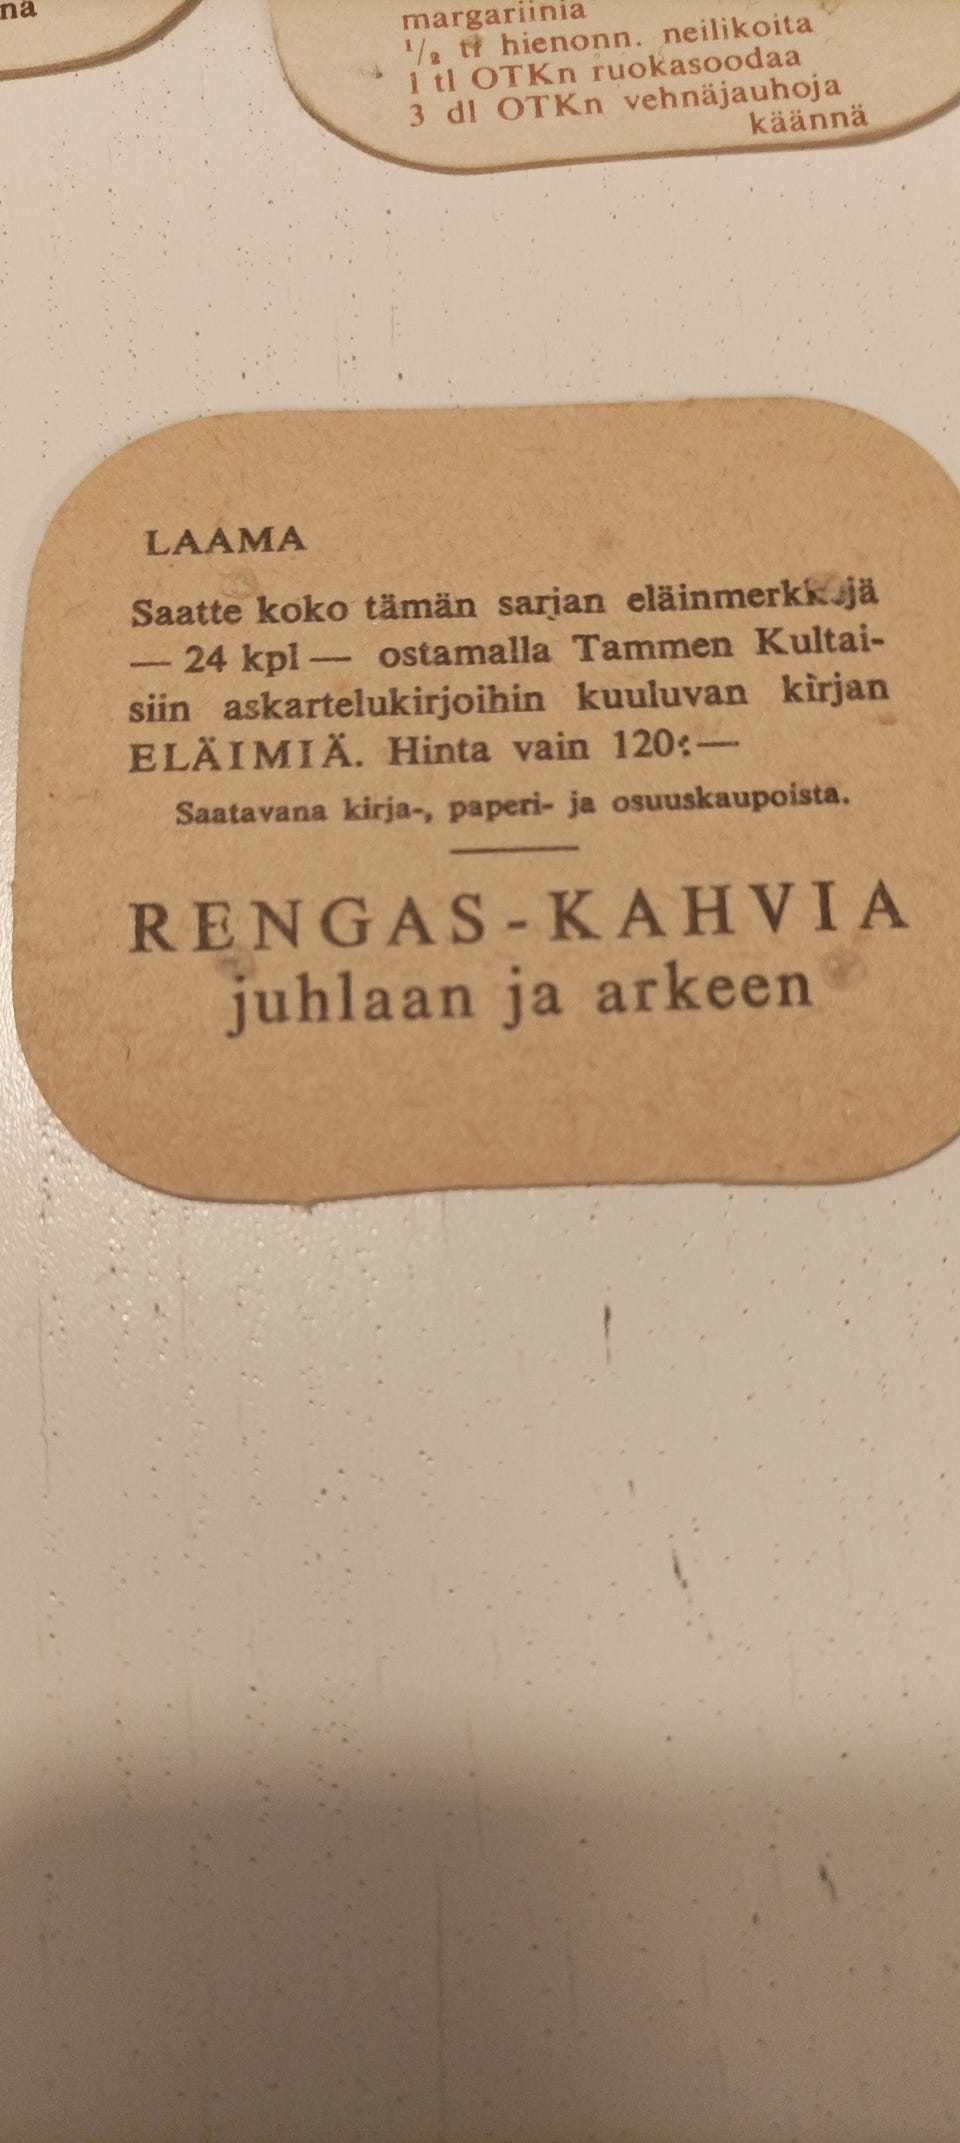 na
margariinia
1/2 tl hienonn. neilikoita
1 tl OTKn ruokasoodaa
3 dl OTKn vehnäjauhoja
käännä
LAAMA
Saatte koko tämän sarjan eläinmerkkejä
— 24 kpl — ostamalla Tammen Kultai-
siin askartelukirjoihin kuuluvan kirjan
ELÄIMIÄ. Hinta vain 120:—
Saatavana kirja-, paperi- ja osuuskaupoista.
RENGAS-KAHVIA
juhlaan ja arkeen